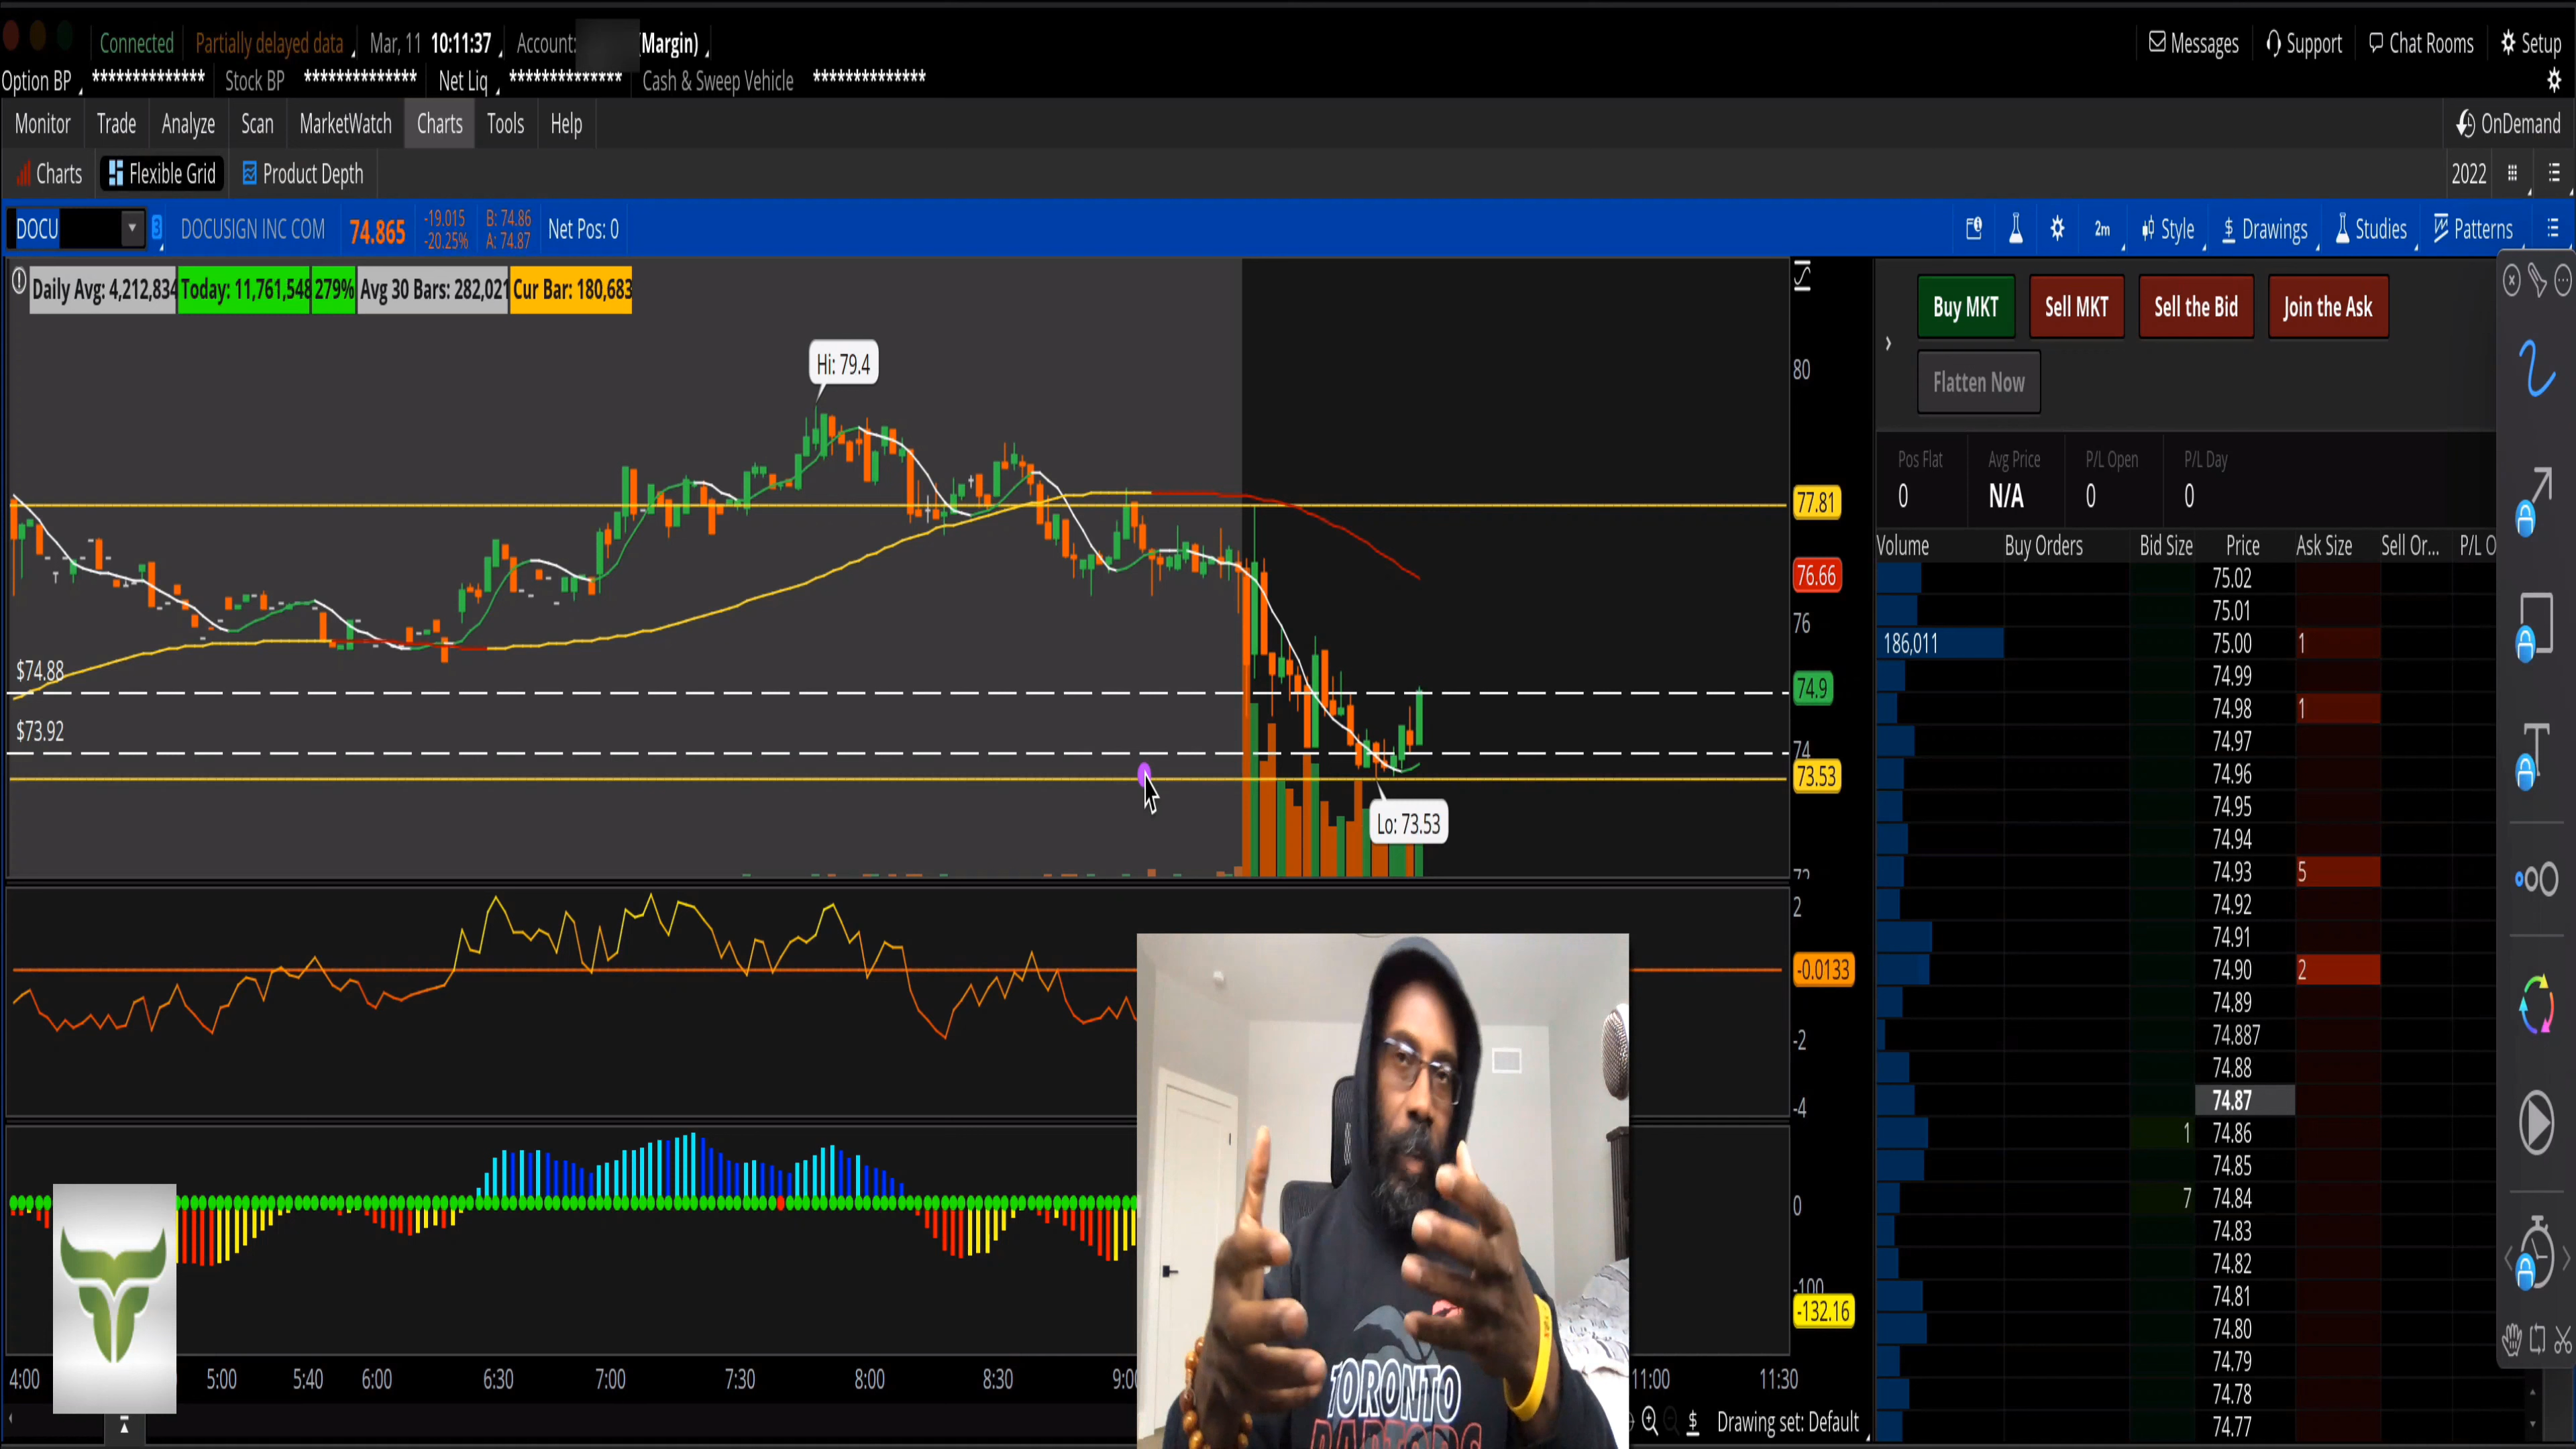 Connected Partially delayed data Mar, 11 10:11:37 Account: (Margin) Messages Support Chat Rooms Setup
Option BP ************** Stock BP ************** Net Liq ************** Cash & Sweep Vehicle **************
Monitor Trade Analyze Scan MarketWatch Charts Tools Help OnDemand
Charts Flexible Grid Product Depth 2022
DOCU 3 DOCUSIGN INC COM 74.865 -19.015 B: 74.86 Net Pos: 0 2m Style Drawings Studies Patterns
-20.25% A: 74.87
Daily Avg: 4,212,834 Today: 11,761,548 279% Avg 30 Bars: 282,021 Cur Bar: 180,683
Hi: 79.4
80
77.81
76.66
76
$74.88
74.9
$73.92
74
73.53
Lo: 73.53
72
2
-0.0133
-2
-4
0
-100
-132.16
4:00 5:00 5:40 6:00 6:30 7:00 7:30 8:00 8:30 9:00 11:00 11:30
Drawing set: Default
Buy MKT Sell MKT Sell the Bid Join the Ask
Flatten Now
Pos Flat Avg Price P/L Open P/L Day
0 N/A 0 0
Volume Buy Orders Bid Size Price Ask Size Sell Or... P/L O
75.02
75.01
186,011 75.00 1
74.99
74.98 1
74.97
74.96
74.95
74.94
74.93 5
74.92
74.91
74.90 2
74.89
74.887
74.88
74.87
1 74.86
74.85
7 74.84
74.83
74.82
74.81
74.80
74.79
74.78
74.77
T
TORONTO
RAPTORS